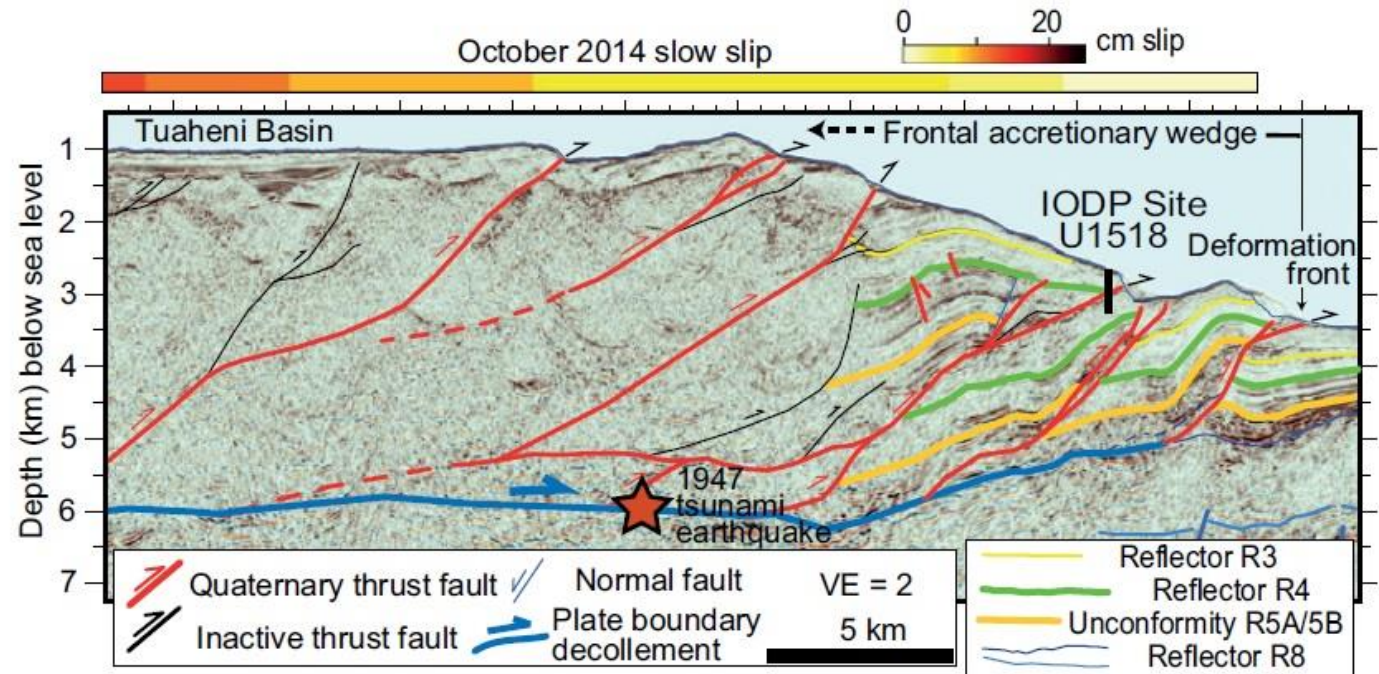 0 20
cm slip
October 2014 slow slip
Tuaheni Basin
Frontal accretionary wedge
IODP Site
U1518
Deformation
front
Depth (km) below sea level
1
2
3
4
5
6
7
1947
tsunami
earthquake
Quaternary thrust fault
Normal fault
VE = 2
Inactive thrust fault
Plate boundary
decollement
5 km
Reflector R3
Reflector R4
Unconformity R5A/5B
Reflector R8